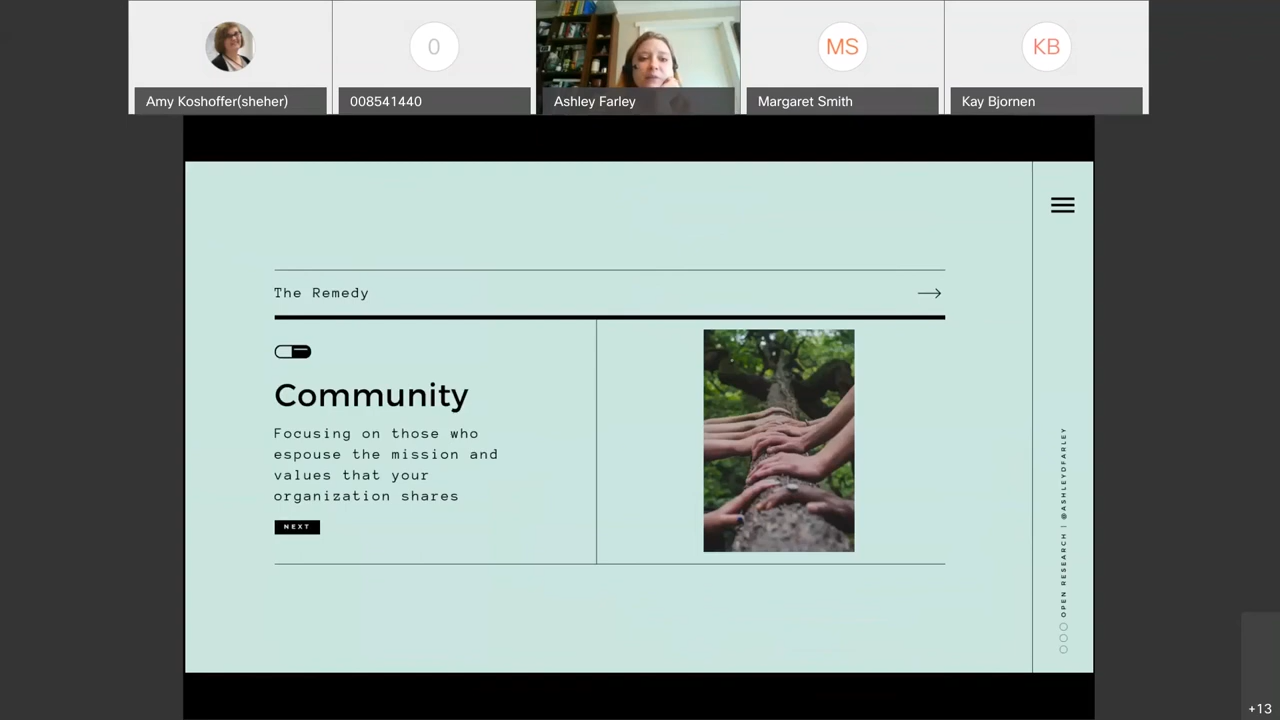 Amy Koshoffer(sheher)
0
008541440
Ashley Farley
MS
Margaret Smith
KB
Kay Bjornen
The Remedy
Community
Focusing on those who
espouse the mission and
values that your
organization shares
NEXT
OPEN RESEARCH | @ASHLEYDFARLEY
+13